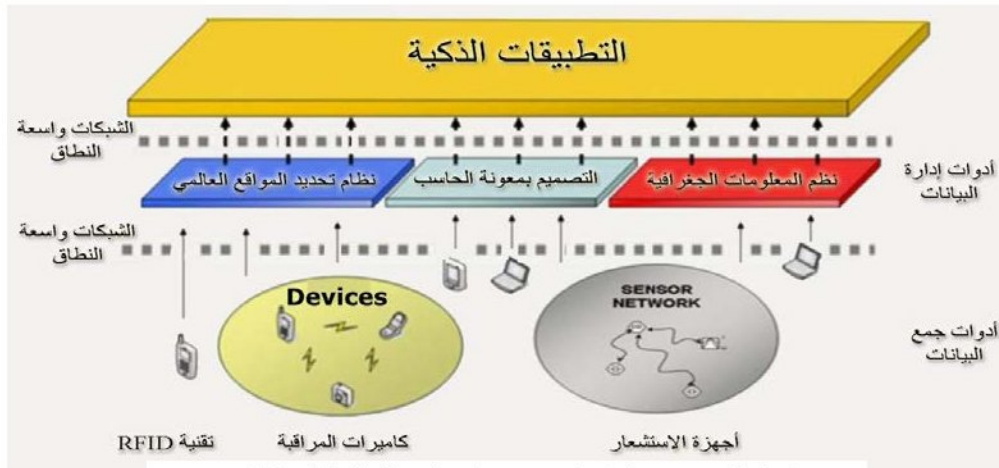 التطبيقات الذكية
الشبكات واسعة
النطاق
نظام تحديد المواقع العالمي
التصميم بمعونة الحاسب
نظم المعلومات الجغرافية
أدوات إدارة
البيانات
الشبكات واسعة
النطاق
Devices
SENSOR
NETWORK
أدوات جمع
البيانات
تقنية RFID
كاميرات المراقبة
أجهزة الاستشعار